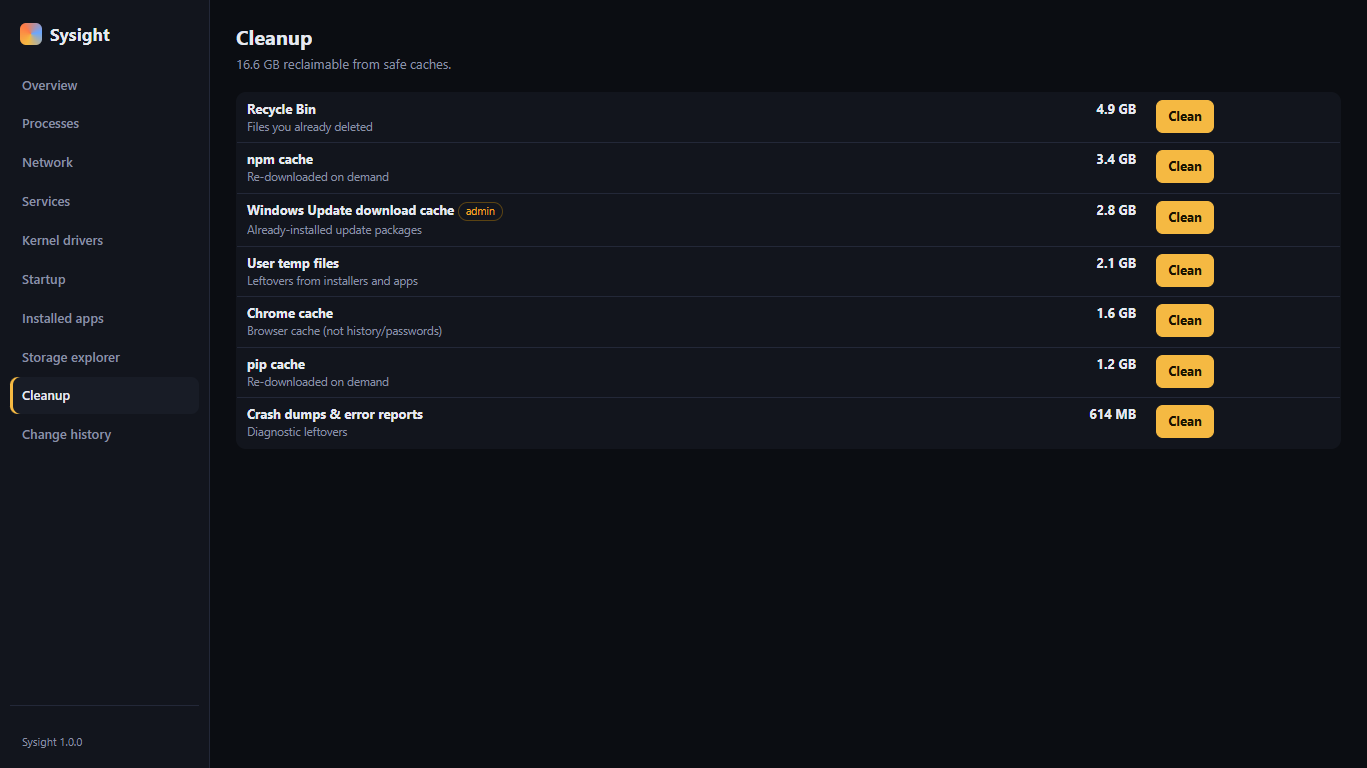 Sysight
Overview
Processes
Network
Services
Kernel drivers
Startup
Installed apps
Storage explorer
Cleanup
Change history
Sysight 1.0.0
Cleanup
16.6 GB reclaimable from safe caches.
Recycle Bin 4.9 GB Clean
Files you already deleted
npm cache 3.4 GB Clean
Re-downloaded on demand
Windows Update download cache admin 2.8 GB Clean
Already-installed update packages
User temp files 2.1 GB Clean
Leftovers from installers and apps
Chrome cache 1.6 GB Clean
Browser cache (not history/passwords)
pip cache 1.2 GB Clean
Re-downloaded on demand
Crash dumps & error reports 614 MB Clean
Diagnostic leftovers